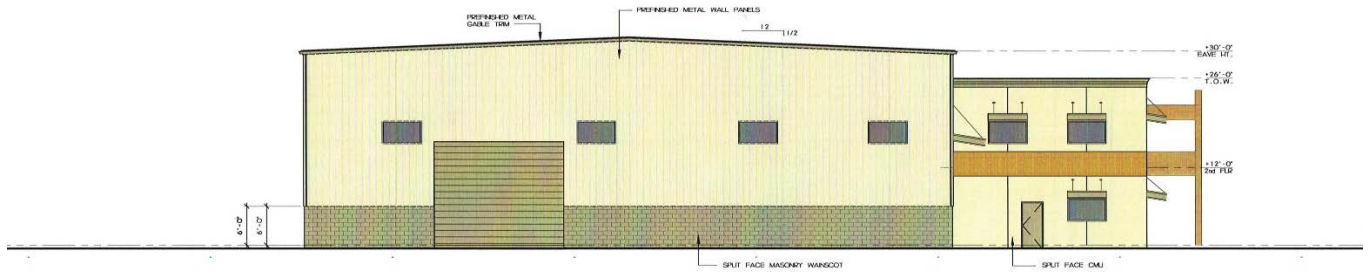 PREFINISHED METAL
GABLE TRIM
PREFINISHED METAL WALL PANELS
12
1/2
+30'-0"
EAVE HT.
+26'-0"
T.O.W.
+12'-0"
2nd FLR
6'-0"
6'-0"
SPLIT FACE MASONRY WAINSCOT
SPLIT FACE CMU